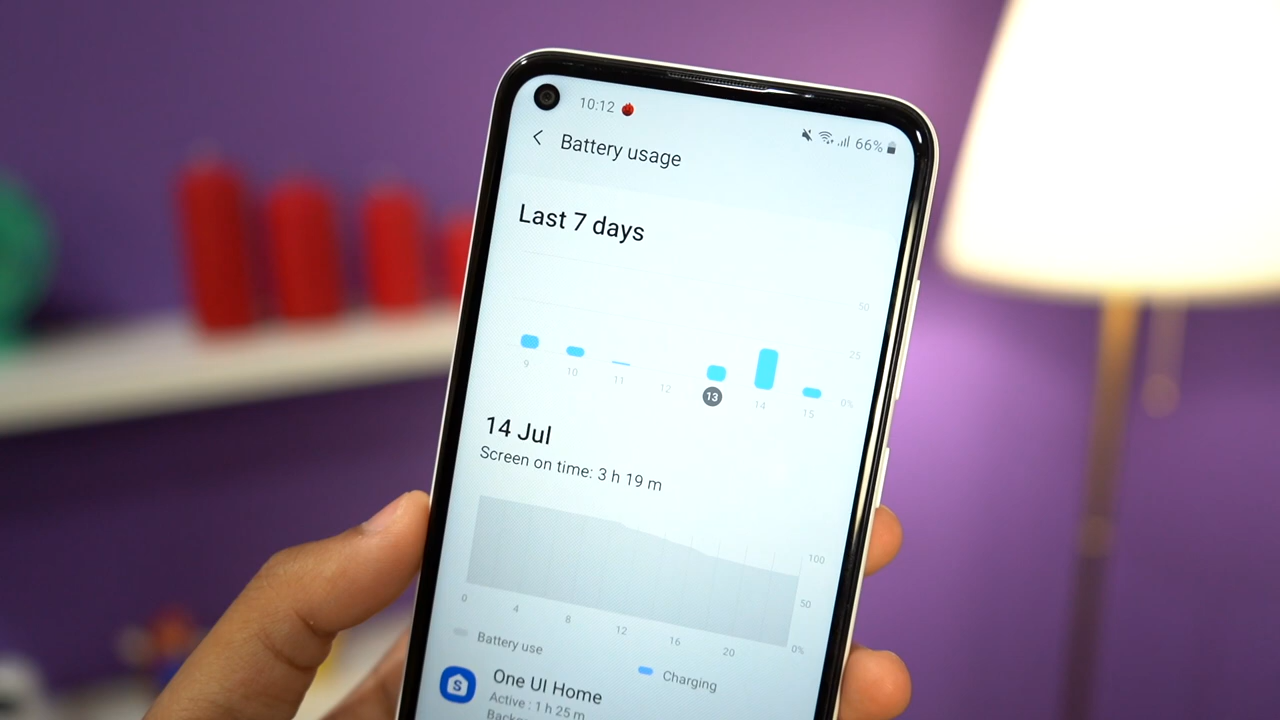 10:12
66%
Battery usage
Last 7 days
50
25
0%
9 10 11 12 13 14 15
14 Jul
Screen on time: 3 h 19 m
100
50
0%
0 4 8 12 16 20
Battery use
Charging
One UI Home
Active : 1 h 25 m